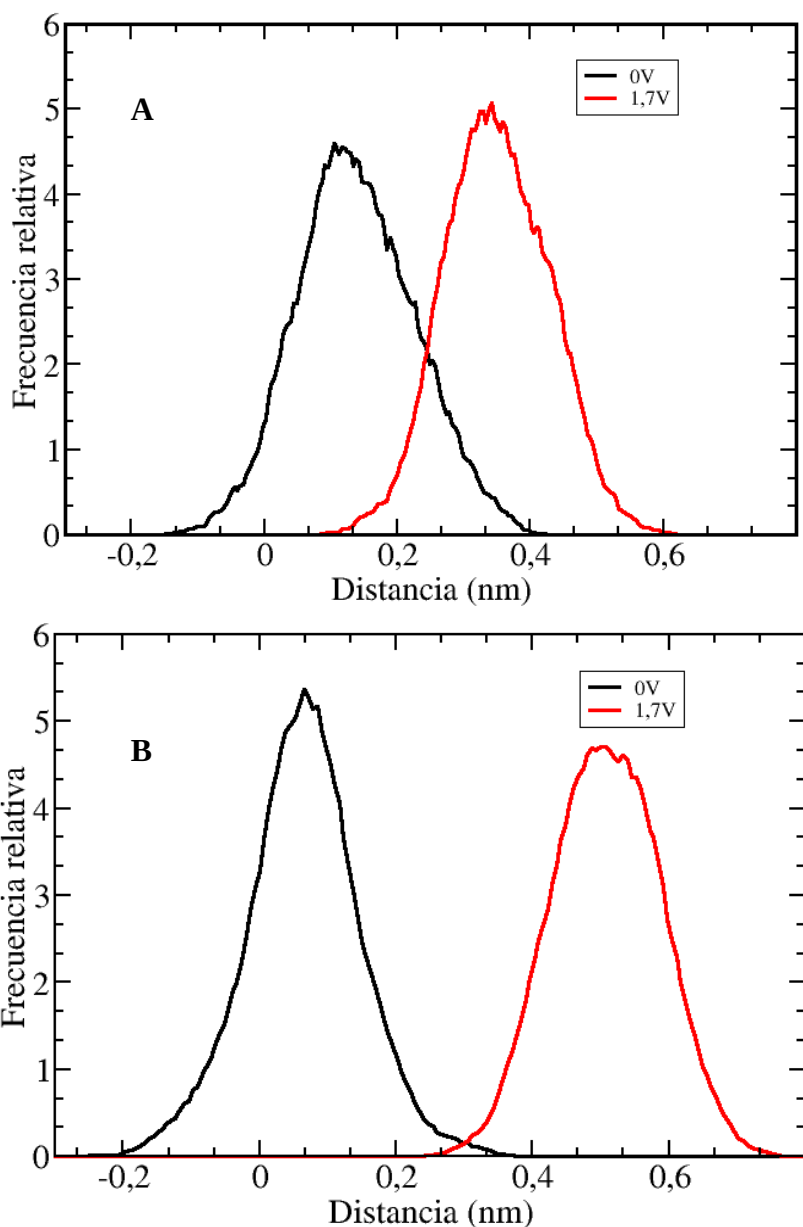 6
5
4
3
2
1
0
Frecuencia relativa
A
0V
1,7V
-0,2 0 0,2 0,4 0,6
Distancia (nm)
6
5
4
3
2
1
0
Frecuencia relativa
B
0V
1,7V
-0,2 0 0,2 0,4 0,6
Distancia (nm)